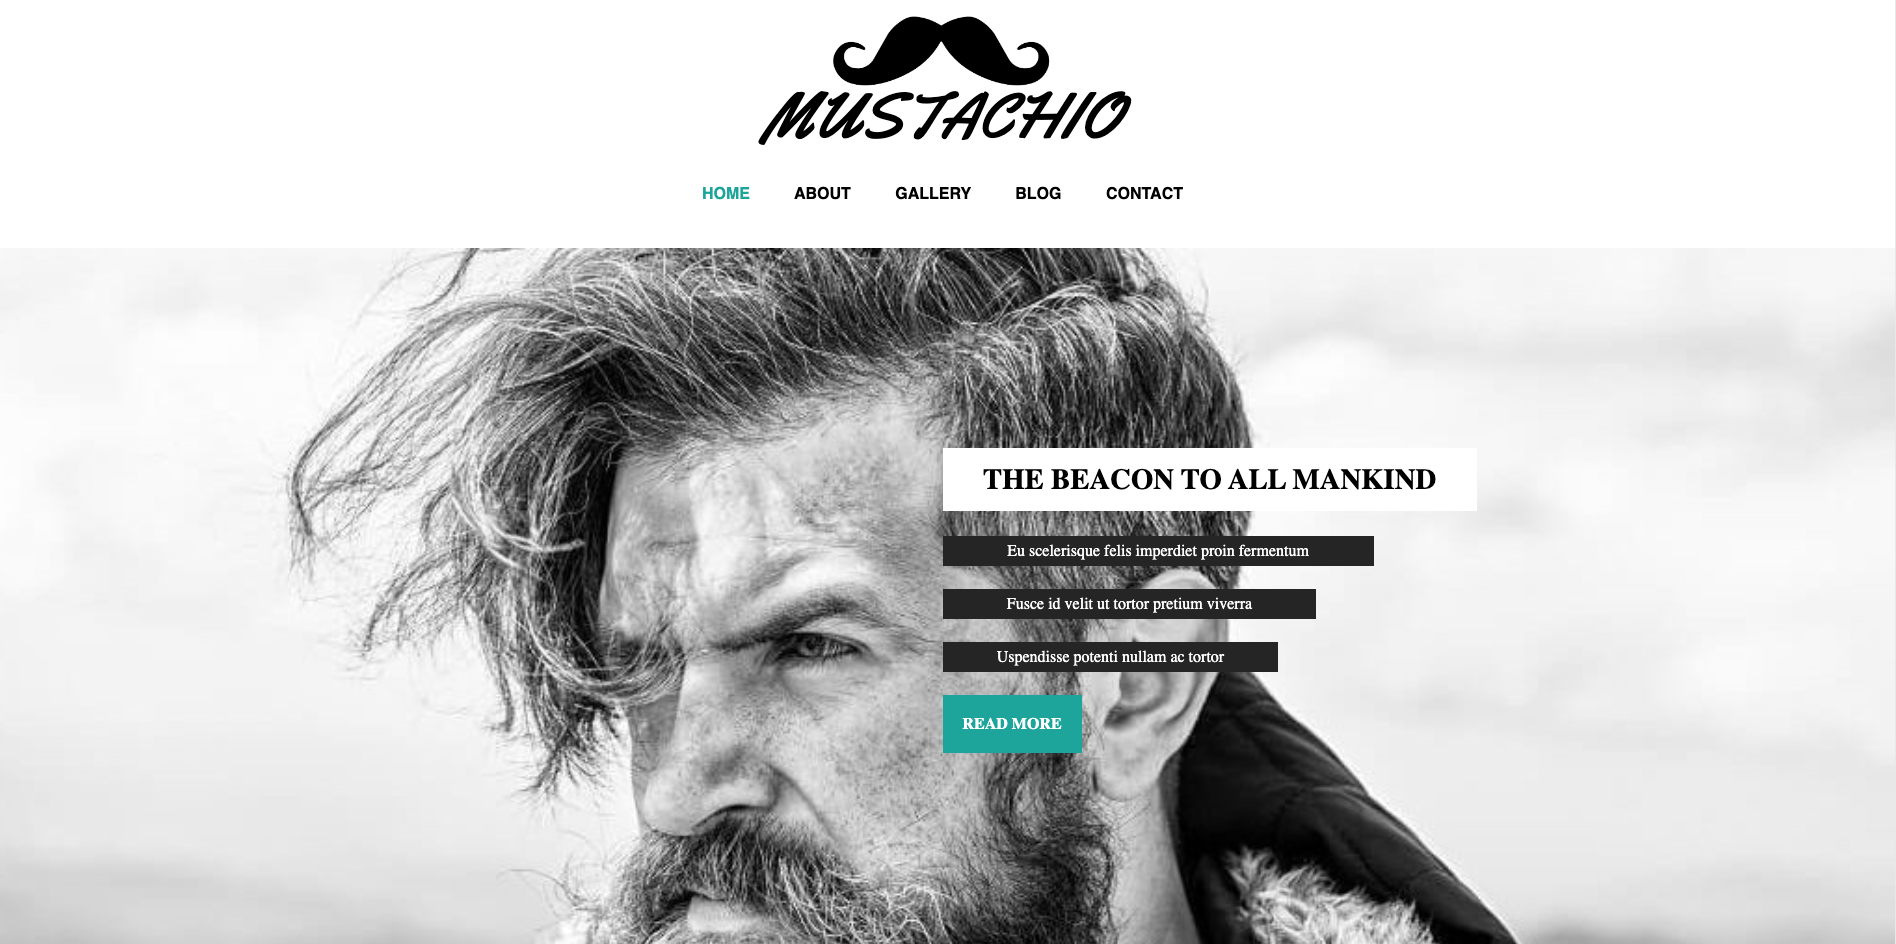 MUSTACHIO
HOME ABOUT GALLERY BLOG CONTACT
THE BEACON TO ALL MANKIND
Eu scelerisque felis imperdiet proin fermentum
Fusce id velit ut tortor pretium viverra
Uspendisse potenti nullam ac tortor
READ MORE